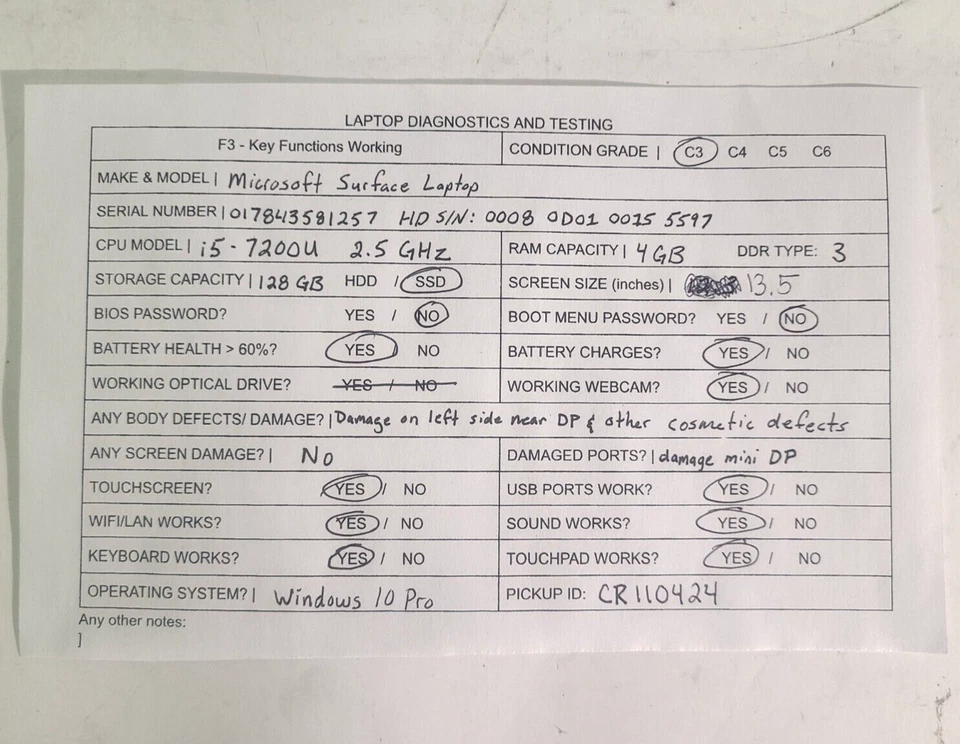 LAPTOP DIAGNOSTICS AND TESTING
F3 - Key Functions Working CONDITION GRADE | C3 C4 C5 C6
MAKE & MODEL | Microsoft Surface Laptop
SERIAL NUMBER | 017843581257 HD S/N: 0008 0D01 0015 5597
CPU MODEL | i5-7200U 2.5 GHz RAM CAPACITY | 4GB DDR TYPE: 3
STORAGE CAPACITY | 128 GB HDD / SSD SCREEN SIZE (inches) | 13.5
BIOS PASSWORD? YES / NO BOOT MENU PASSWORD? YES / NO
BATTERY HEALTH > 60%? YES / NO BATTERY CHARGES? YES / NO
WORKING OPTICAL DRIVE? YES / NO WORKING WEBCAM? YES / NO
ANY BODY DEFECTS/ DAMAGE? | Damage on left side near DP & other cosmetic defects
ANY SCREEN DAMAGE? | No DAMAGED PORTS? | damage mini DP
TOUCHSCREEN? YES / NO USB PORTS WORK? YES / NO
WIFI/LAN WORKS? YES / NO SOUND WORKS? YES / NO
KEYBOARD WORKS? YES / NO TOUCHPAD WORKS? YES / NO
OPERATING SYSTEM? | Windows 10 Pro PICKUP ID: CR110424
Any other notes:
]